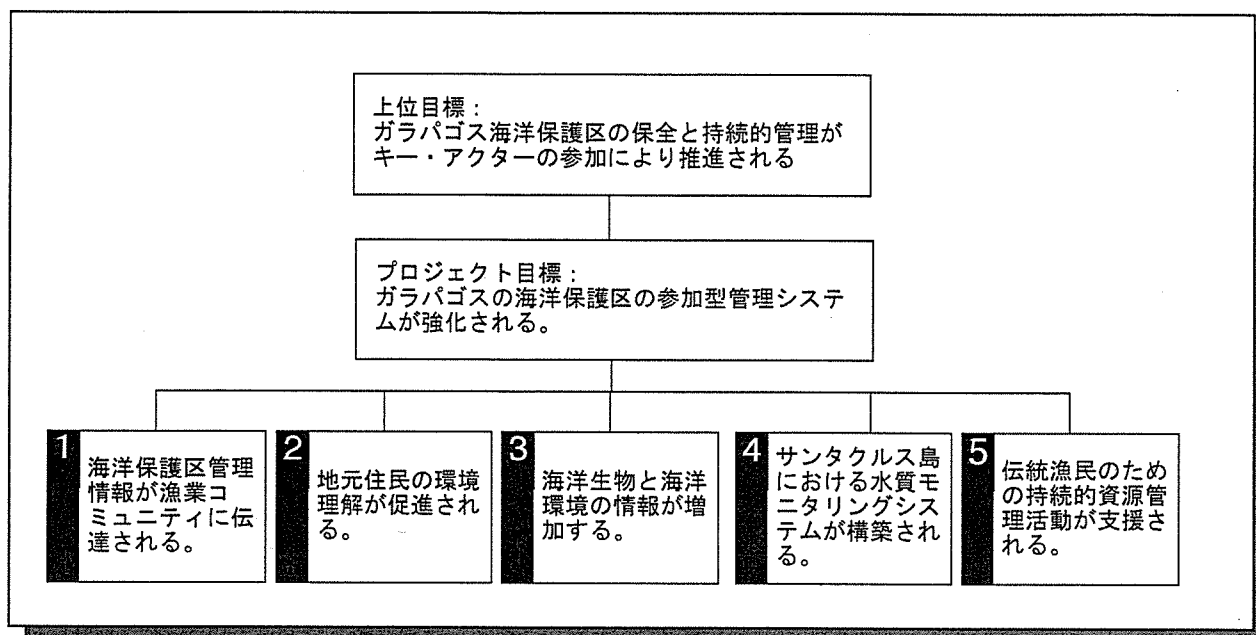 上位目標：
ガラパゴス海洋保護区の保全と持続的管理が
キー・アクターの参加により推進される
プロジェクト目標：
ガラパゴスの海洋保護区の参加型管理システ
ムが強化される。
1
海洋保護区管理
情報が漁業コ
ミュニティに伝
達される。
2
地元住民の環境
理解が促進され
る。
3
海洋生物と海洋
環境の情報が増
加する。
4
サンタクルス島
における水質モ
ニタリングシス
テムが構築され
る。
5
伝統漁民のため
の持続的資源管
理活動が支援さ
れる。